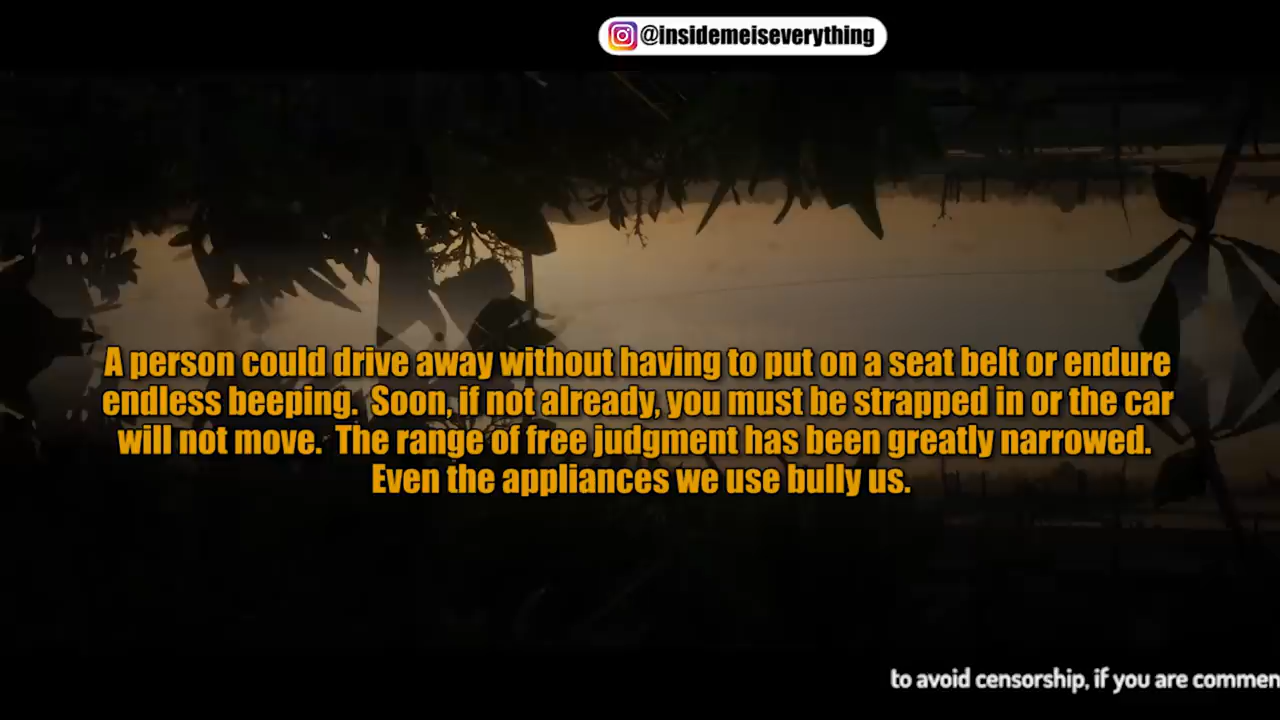 @insidemeiseverything
A person could drive away without having to put on a seat belt or endure
endless beeping. Soon, if not already, you must be strapped in or the car
will not move. The range of free judgment has been greatly narrowed.
Even the appliances we use bully us.
to avoid censorship, if you are commen